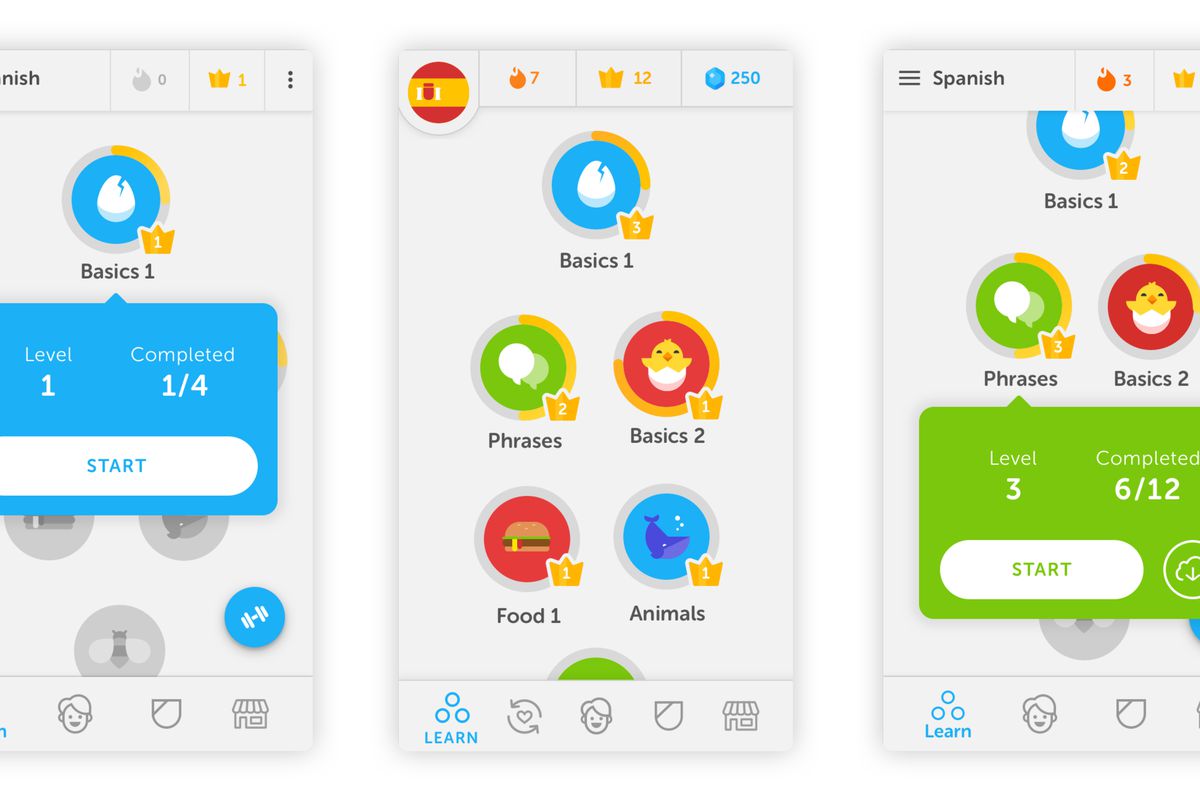 nish
0
1
1
Basics 1
Level
Completed
1
1/4
START
n
7
12
250
3
Basics 1
2
Phrases
1
Basics 2
1
Food 1
1
Animals
LEARN
Spanish
3
2
Basics 1
3
Phrases
Basics 2
Level
Completed
3
6/12
START
Learn